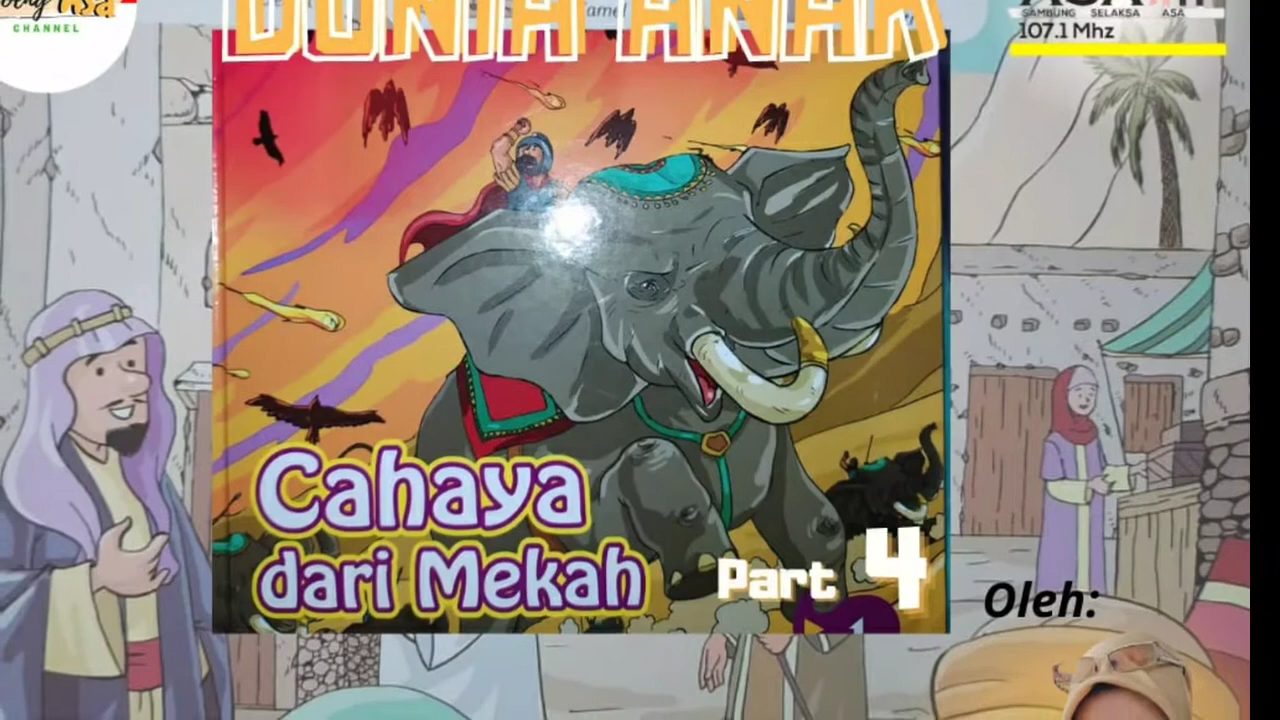 CHANNEL
DUNIA ANAK
SAMBUNG SELAKSA ASA
107.1 Mhz
Cahaya
dari Mekah
Part 4
Oleh: